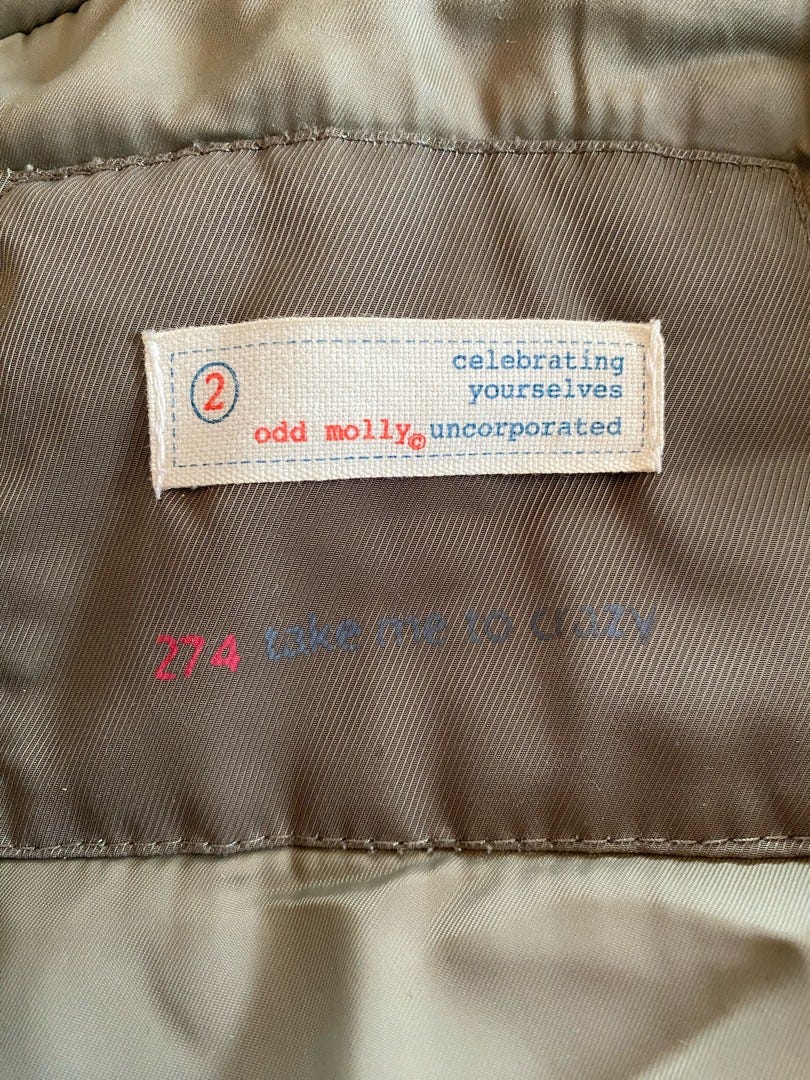 2
celebrating
yourselves
odd molly© uncorporated
274 take me to crazy